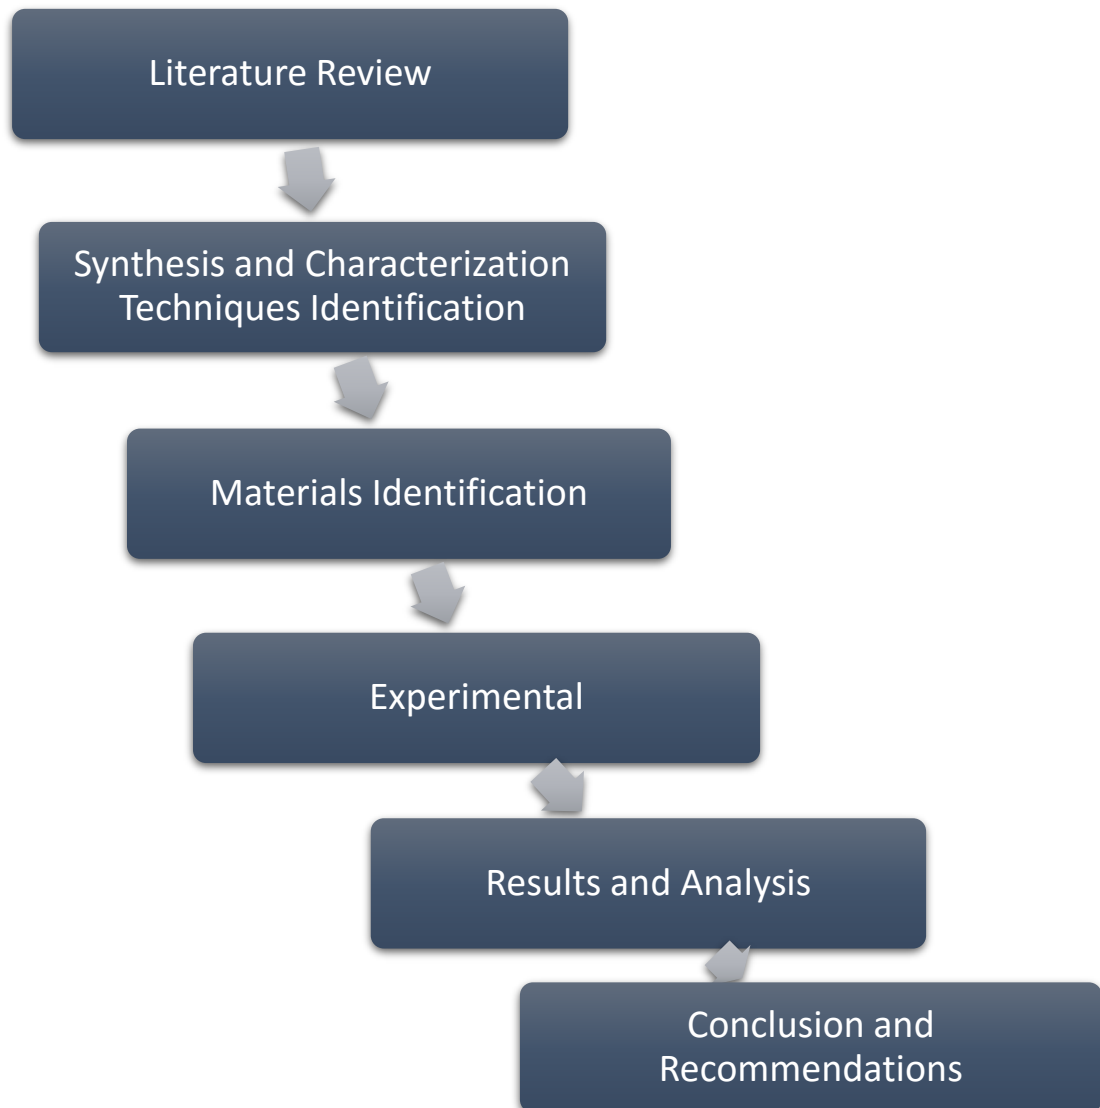 Literature Review
Synthesis and Characterization
Techniques Identification
Materials Identification
Experimental
Results and Analysis
Conclusion and
Recommendations